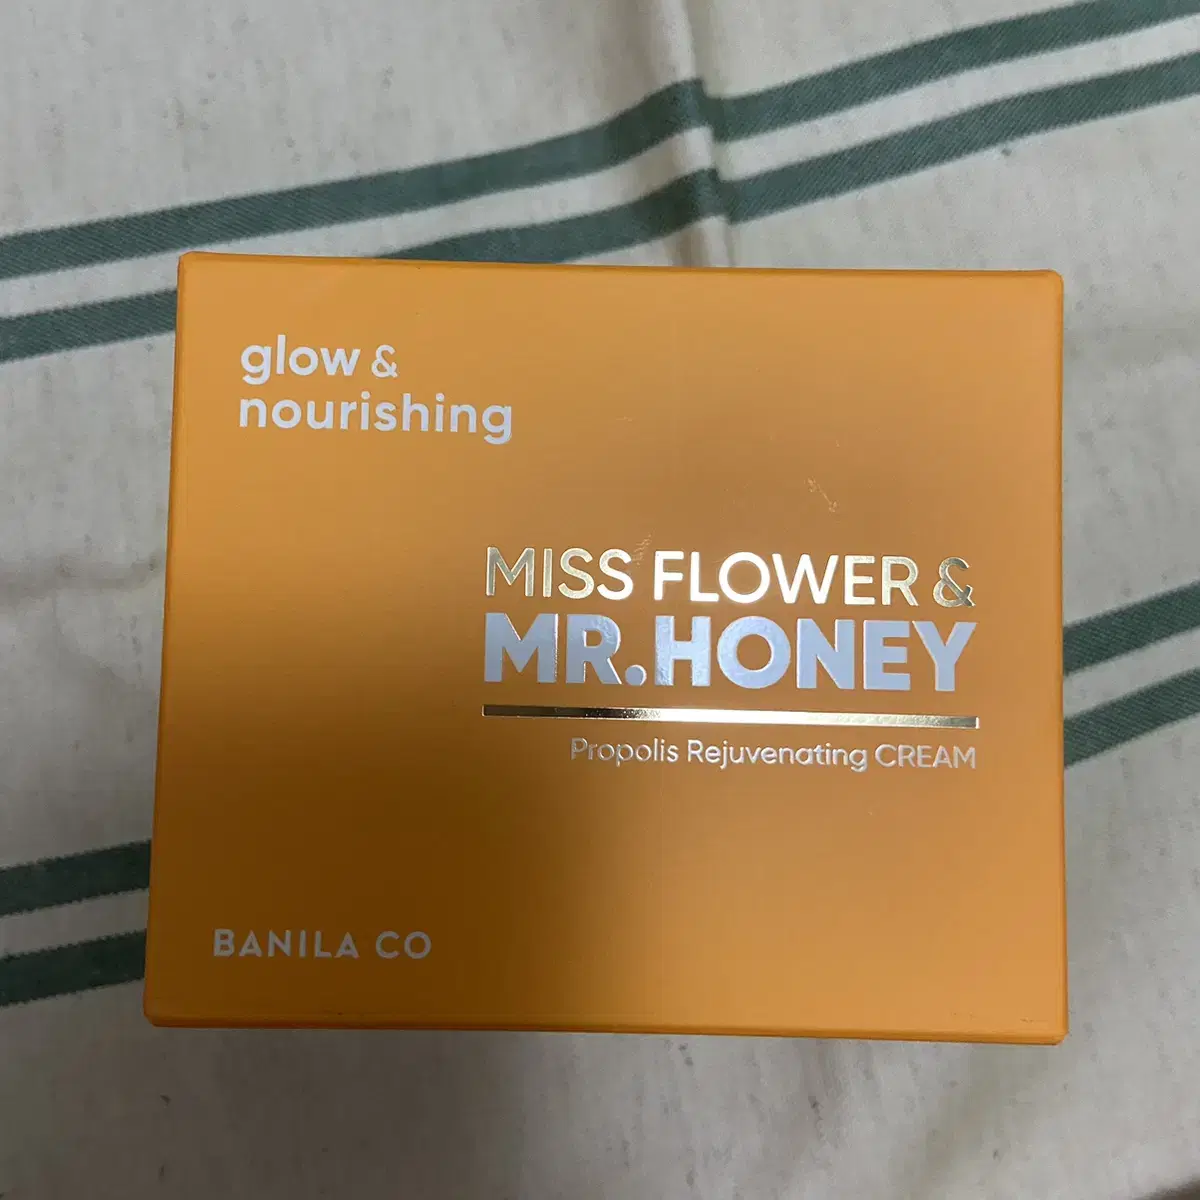 glow &
nourishing
MISS FLOWER &
MR.HONEY
Propolis Rejuvenating CREAM
BANILA CO